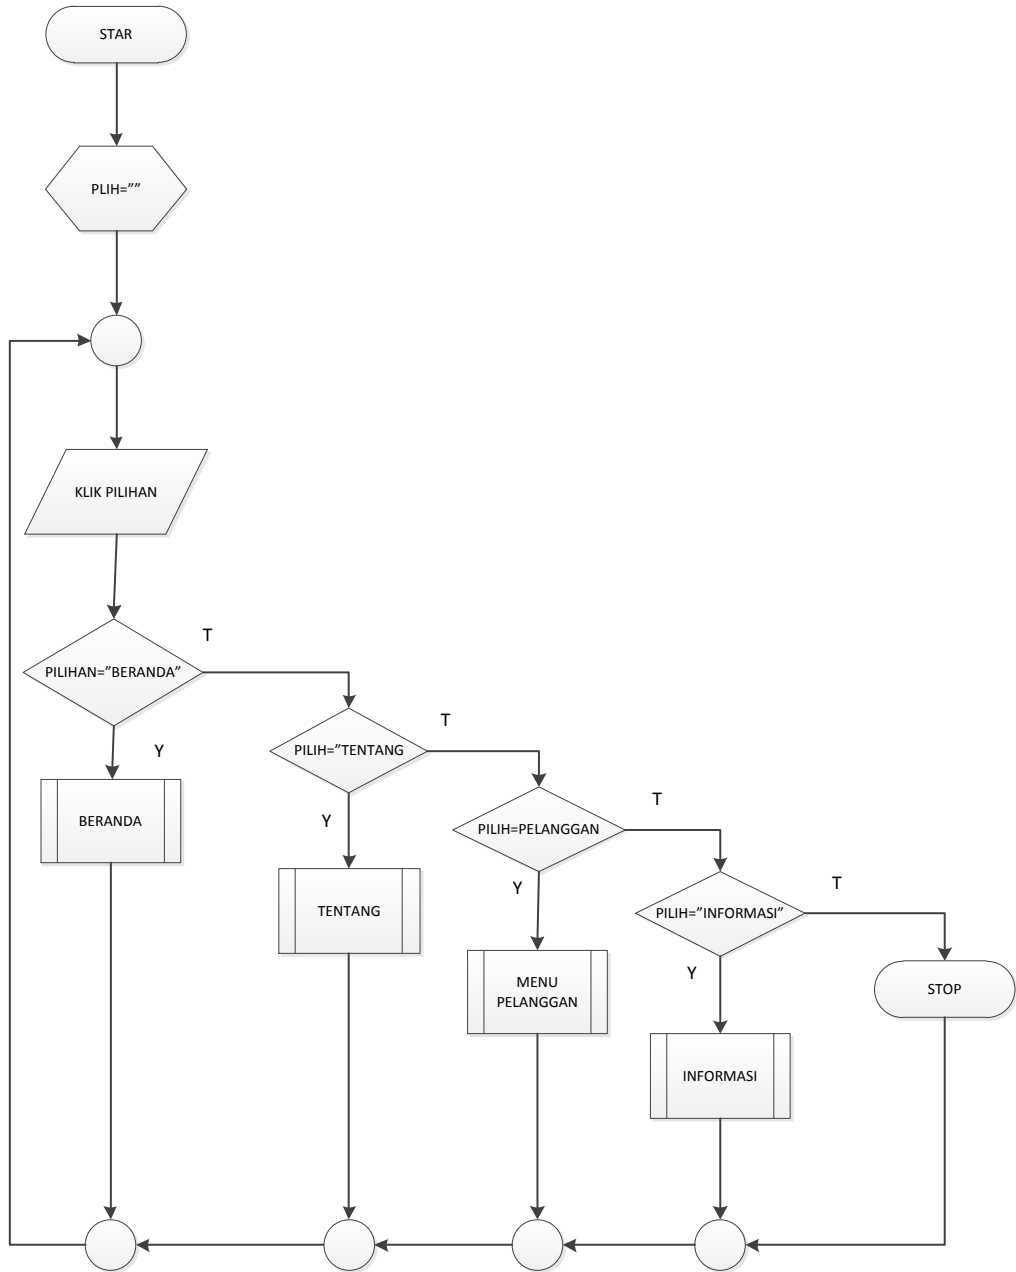 STAR
PLIH=””
KLIK PILIHAN
T
PILIHAN=”BERANDA”
Y
BERANDA
T
PILIH=”TENTANG
Y
TENTANG
T
PILIH=PELANGGAN
Y
MENU
PELANGGAN
T
PILIH=”INFORMASI”
Y
INFORMASI
STOP